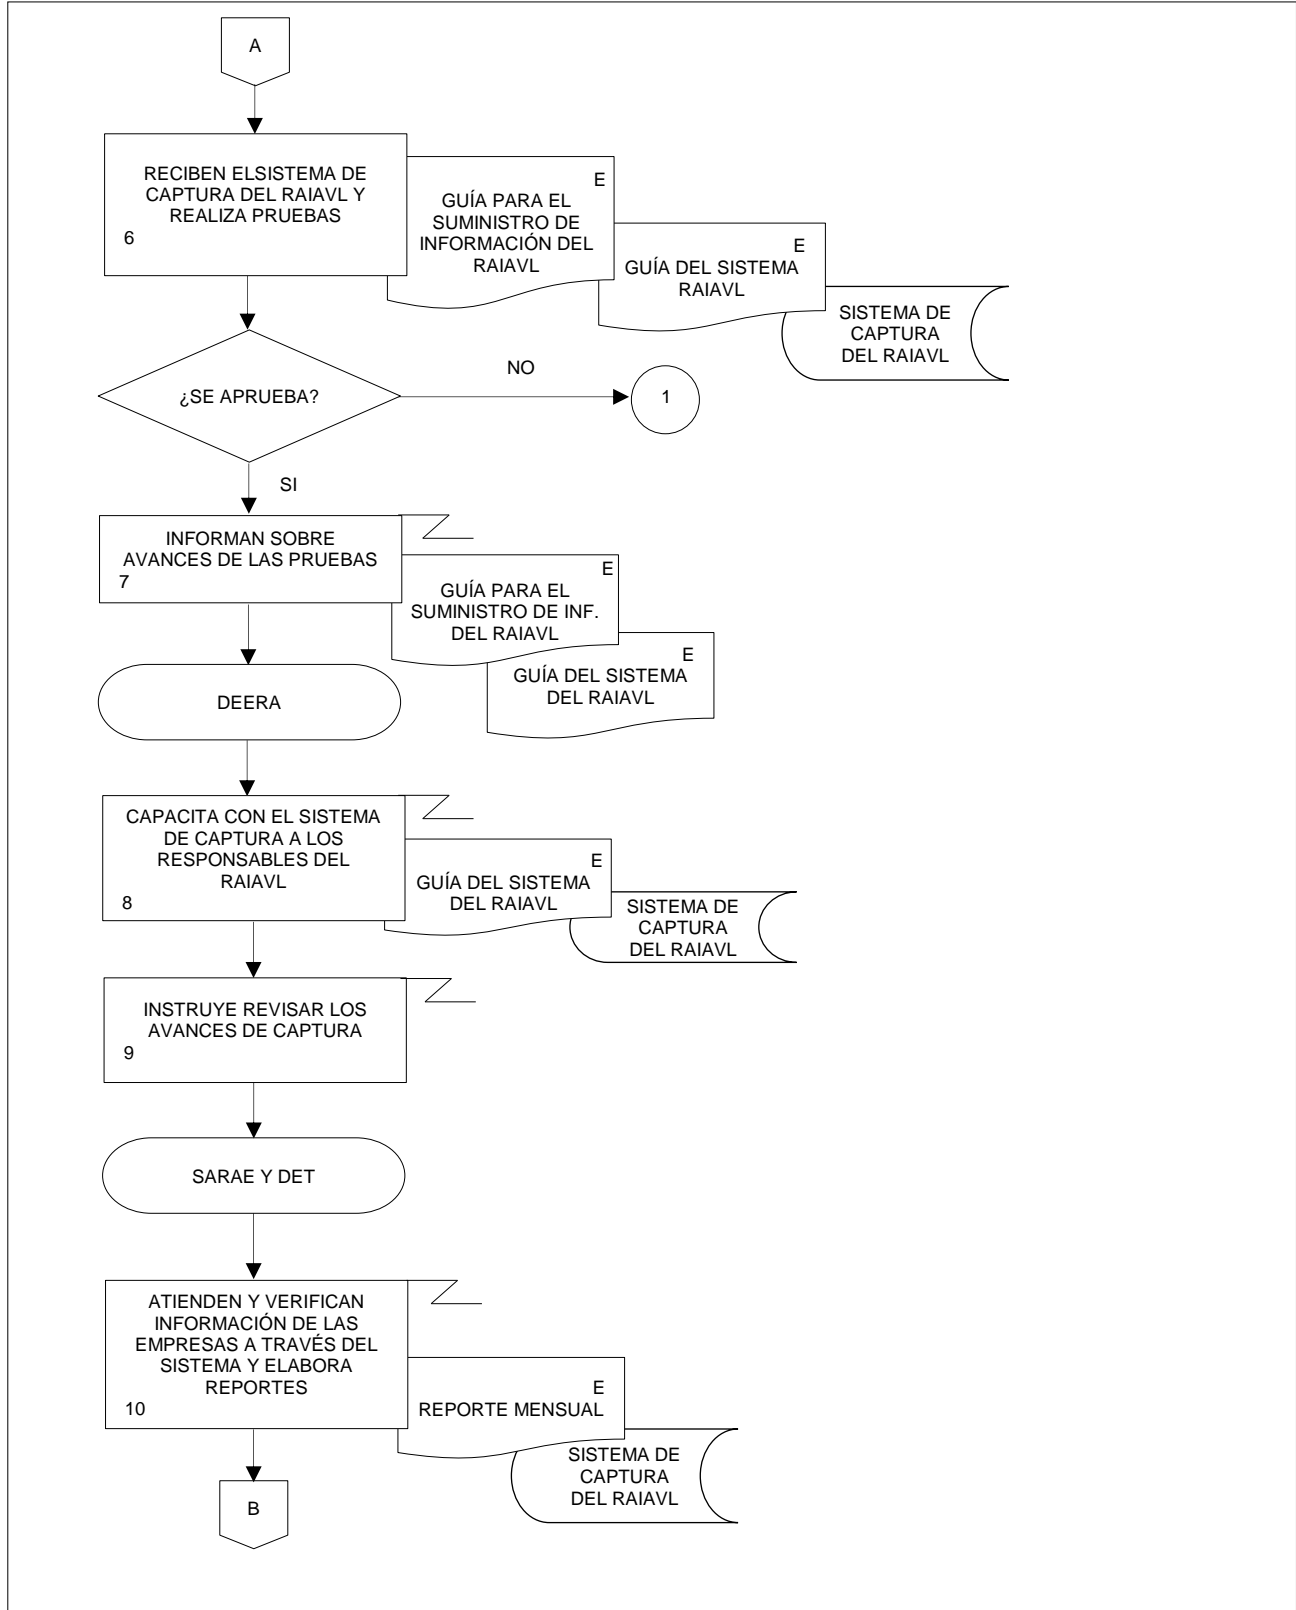 A
RECIBEN ELSISTEMA DE
CAPTURA DEL RAIAVL Y
REALIZA PRUEBAS
6
E
GUÍA PARA EL
SUMINISTRO DE
INFORMACIÓN DEL
RAIAVL
E
GUÍA DEL SISTEMA
RAIAVL
SISTEMA DE
CAPTURA
DEL RAIAVL
¿SE APRUEBA?
NO
1
SI
INFORMAN SOBRE
AVANCES DE LAS PRUEBAS
7
E
GUÍA PARA EL
SUMINISTRO DE INF.
DEL RAIAVL
E
GUÍA DEL SISTEMA
DEL RAIAVL
DEERA
CAPACITA CON EL SISTEMA
DE CAPTURA A LOS
RESPONSABLES DEL
RAIAVL
8
E
GUÍA DEL SISTEMA
DEL RAIAVL
SISTEMA DE
CAPTURA
DEL RAIAVL
INSTRUYE REVISAR LOS
AVANCES DE CAPTURA
9
SARAE Y DET
ATIENDEN Y VERIFICAN
INFORMACIÓN DE LAS
EMPRESAS A TRAVÉS DEL
SISTEMA Y ELABORA
REPORTES
10
E
REPORTE MENSUAL
SISTEMA DE
CAPTURA
DEL RAIAVL
B